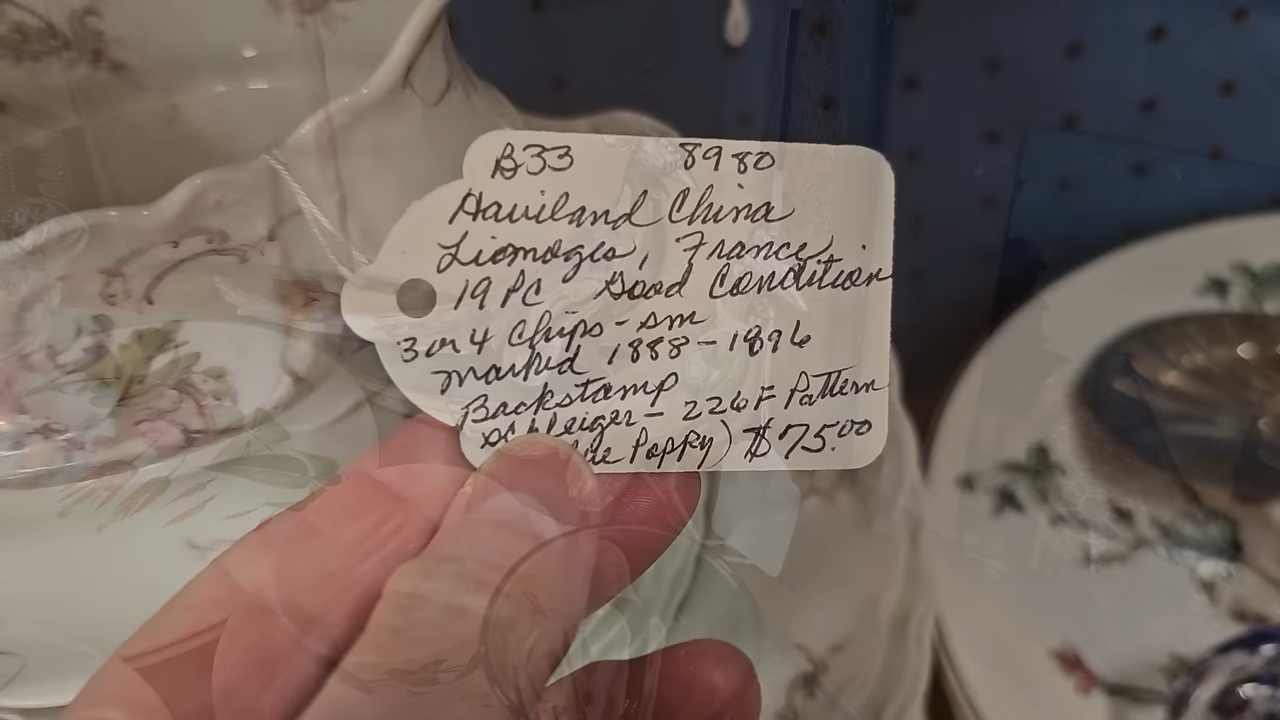 B33 8980
Haviland China
Liomoges, France
19 PC Good Condition
3 or 4 Chips - sm
marked 1888-1896
Backstamp
Schleiger - 226F Pattern
Poppy) $75.00